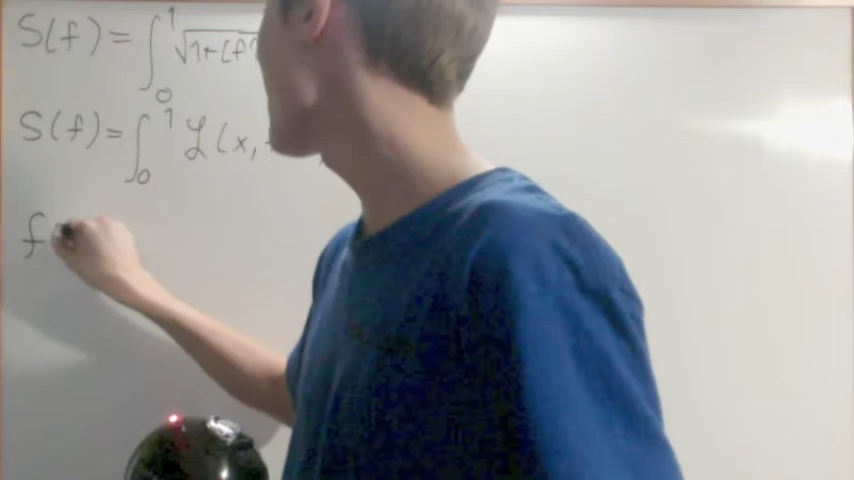 S(f) = ∫₀¹ √1+(f'
S(f) = ∫₀¹ ℒ(x,
f